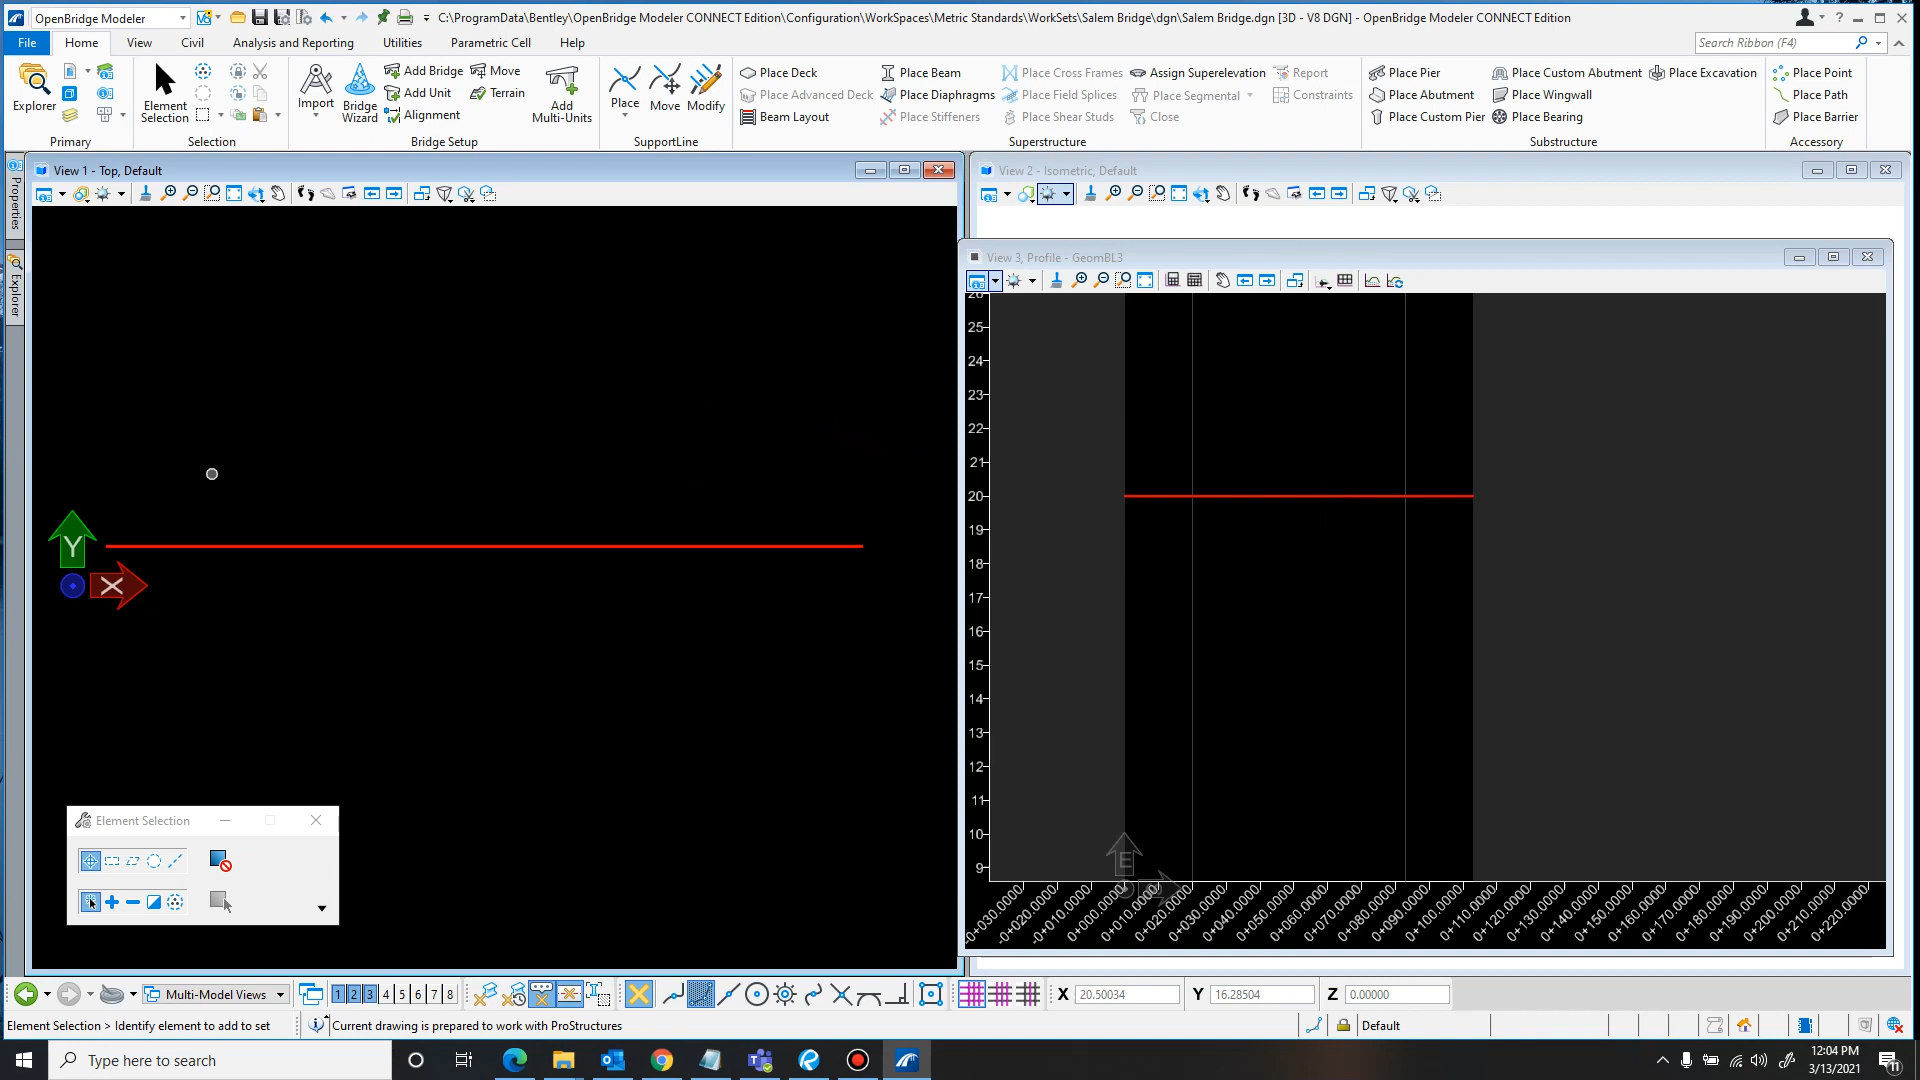 OpenBridge Modeler
C:\ProgramData\Bentley\OpenBridge Modeler CONNECT Edition\Configuration\WorkSpaces\Metric Standards\WorkSets\Salem Bridge\dgn\Salem Bridge.dgn [3D - V8 DGN] - OpenBridge Modeler CONNECT Edition
File Home View Civil Analysis and Reporting Utilities Parametric Cell Help
Search Ribbon (F4)
Explorer
Primary
Element Selection
Selection
Import
Bridge Wizard
Add Bridge
Add Unit
Alignment
Move
Terrain
Add Multi-Units
Bridge Setup
Place
Move
Modify
SupportLine
Place Deck
Place Advanced Deck
Beam Layout
Place Beam
Place Diaphragms
Place Stiffeners
Place Cross Frames
Place Field Splices
Place Shear Studs
Assign Superelevation
Place Segmental
Close
Report
Constraints
Superstructure
Place Pier
Place Abutment
Place Custom Pier
Place Custom Abutment
Place Wingwall
Place Bearing
Place Excavation
Substructure
Place Point
Place Path
Place Barrier
Accessory
Properties
Explorer
View 1 - Top, Default
Y
X
View 2 - Isometric, Default
View 3, Profile - GeomBL3
26
25
24
23
22
21
20
19
18
17
16
15
14
13
12
11
10
9
E
-0+030.0000
-0+020.0000
-0+010.0000
0+000.0000
0+010.0000
0+020.0000
0+030.0000
0+040.0000
0+050.0000
0+060.0000
0+070.0000
0+080.0000
0+090.0000
0+100.0000
0+110.0000
0+120.0000
0+130.0000
0+140.0000
0+150.0000
0+160.0000
0+170.0000
0+180.0000
0+190.0000
0+200.0000
0+210.0000
0+220.0000
Element Selection
Multi-Model Views
1 2 3 4 5 6 7 8
X 20.50034
Y 16.28504
Z 0.00000
Element Selection > Identify element to add to set
Current drawing is prepared to work with ProStructures
Default
Type here to search
12:04 PM
3/13/2021
11